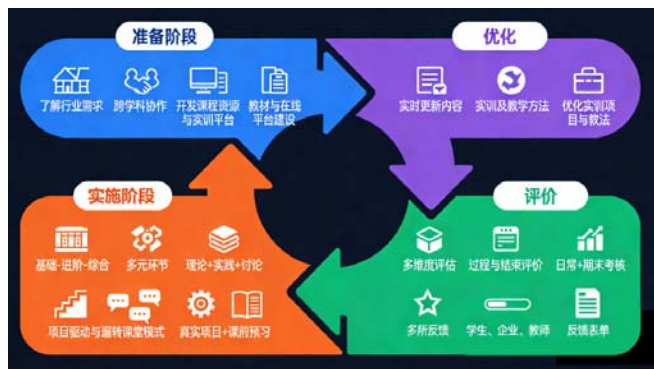 准备阶段
了解行业需求
跨学科协作
开发课程资源
与实训平台
教材与在线
平台建设
优化
实时更新内容
实训及教学方法
优化实训项
目与教法
实施阶段
基础-进阶-综合
多元环节
理论+实践+讨论
项目驱动与翻转课堂模式
真实项目+课前预习
评价
多维度评估
过程与结束评价
日常+期末考核
多所反馈
学生、企业、教师
反馈表单